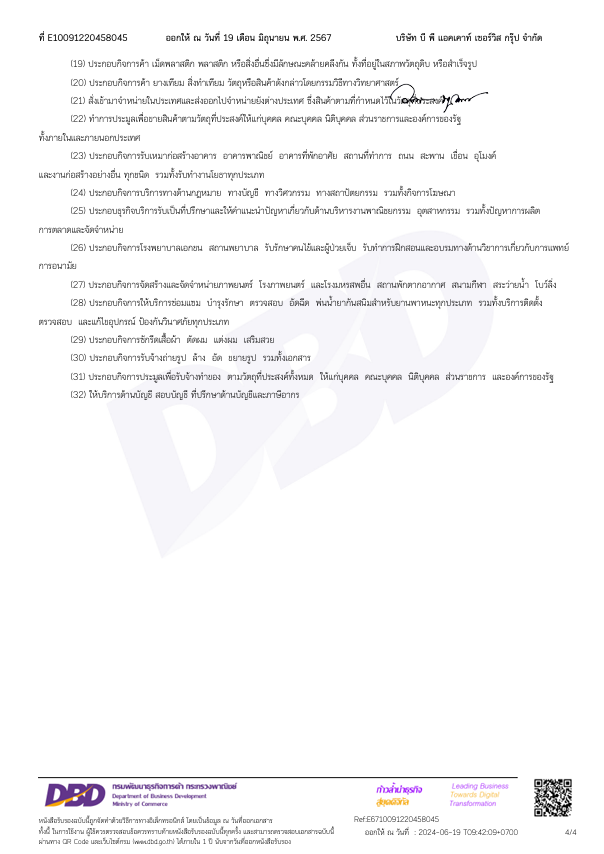 ที่ E10091220458045 ออกให้ ณ วันที่ 19 เดือน มิถุนายน พ.ศ. 2567 บริษัท บี พี แอคเคาท์ เซอร์วิส กรุ๊ป จำกัด
(19) ประกอบกิจการค้า เม็ดพลาสติก พลาสติก หรือสิ่งอื่นซึ่งมีลักษณะคล้ายคลึงกัน ทั้งที่อยู่ในสภาพวัตถุดิบ หรือสำเร็จรูป
(20) ประกอบกิจการค้า ยางเทียม สิ่งทำเทียม วัตถุหรือสินค้าดังกล่าวโดยกรรมวิธีทางวิทยาศาสตร์
(21) สั่งเข้ามาจำหน่ายในประเทศและส่งออกไปจำหน่ายยังต่างประเทศ ซึ่งสินค้าตามที่กำหนดไว้ในวัตถุที่ประสงค์
(22) ทำการประมูลเพื่อขายสินค้าตามวัตถุที่ประสงค์ให้แก่บุคคล คณะบุคคล นิติบุคคล ส่วนราชการและองค์การของรัฐ
ทั้งภายในและภายนอกประเทศ
(23) ประกอบกิจการรับเหมาก่อสร้างอาคาร อาคารพาณิชย์ อาคารที่พักอาศัย สถานที่ทำการ ถนน สะพาน เขื่อน อุโมงค์
และงานก่อสร้างอย่างอื่น ทุกชนิด รวมทั้งรับทำงานโยธาทุกประเภท
(24) ประกอบกิจการบริการทางด้านกฎหมาย ทางบัญชี ทางวิศวกรรม ทางสถาปัตยกรรม รวมทั้งกิจการโฆษณา
(25) ประกอบธุรกิจบริการรับเป็นที่ปรึกษาและให้คำแนะนำปัญหาเกี่ยวกับด้านบริหารงานพาณิชยกรรม อุตสาหกรรม รวมทั้งปัญหาการผลิต
การตลาดและจัดจำหน่าย
(26) ประกอบกิจการโรงพยาบาลเอกชน สถานพยาบาล รับรักษาคนไข้และผู้ป่วยเจ็บ รับทำการฝึกสอนและอบรมทางด้านวิชาการเกี่ยวกับการแพทย์
การอนามัย
(27) ประกอบกิจการจัดสร้างและจัดจำหน่ายภาพยนตร์ โรงภาพยนตร์ และโรงมหรสพอื่น สถานพักตากอากาศ สนามกีฬา สระว่ายน้ำ โบว์ลิ่ง
(28) ประกอบกิจการให้บริการซ่อมแซม บำรุงรักษา ตรวจสอบ อัดฉีด พ่นน้ำยากันสนิมสำหรับยานพาหนะทุกประเภท รวมทั้งบริการติดตั้ง
ตรวจสอบ และแก้ไขอุปกรณ์ ป้องกันวินาศภัยทุกประเภท
(29) ประกอบกิจการซักรีดเสื้อผ้า ตัดผม แต่งผม เสริมสวย
(30) ประกอบกิจการรับจ้างถ่ายรูป ล้าง อัด ขยายรูป รวมทั้งเอกสาร
(31) ประกอบกิจการประมูลเพื่อรับจ้างทำของ ตามวัตถุที่ประสงค์ทั้งหมด ให้แก่บุคคล คณะบุคคล นิติบุคคล ส่วนราชการ และองค์การของรัฐ
(32) ให้บริการด้านบัญชี สอบบัญชี ที่ปรึกษาด้านบัญชีและภาษีอากร
DBD
DBD กรมพัฒนาธุรกิจการค้า กระทรวงพาณิชย์
Department of Business Development
Ministry of Commerce
ก้าวล้ำนำธุรกิจ
สู่ยุคดิจิทัล
Leading Business
Towards Digital
Transformation
หนังสือรับรองฉบับนี้ถูกจัดทำด้วยวิธีการทางอิเล็กทรอนิกส์ โดยเป็นข้อมูล ณ วันที่ออกเอกสาร
ทั้งนี้ ในการใช้งาน ผู้ใช้ควรตรวจสอบข้อควรทราบท้ายหนังสือรับรองฉบับนี้ทุกครั้ง และสามารถตรวจสอบเอกสารฉบับนี้
ผ่านทาง QR Code และเว็บไซต์กรม (www.dbd.go.th) ได้ภายใน 1 ปี นับจากวันที่ออกหนังสือรับรอง
Ref:E6710091220458045
ออกให้ ณ วันที่ : 2024-06-19 T09:42:09+0700 4/4